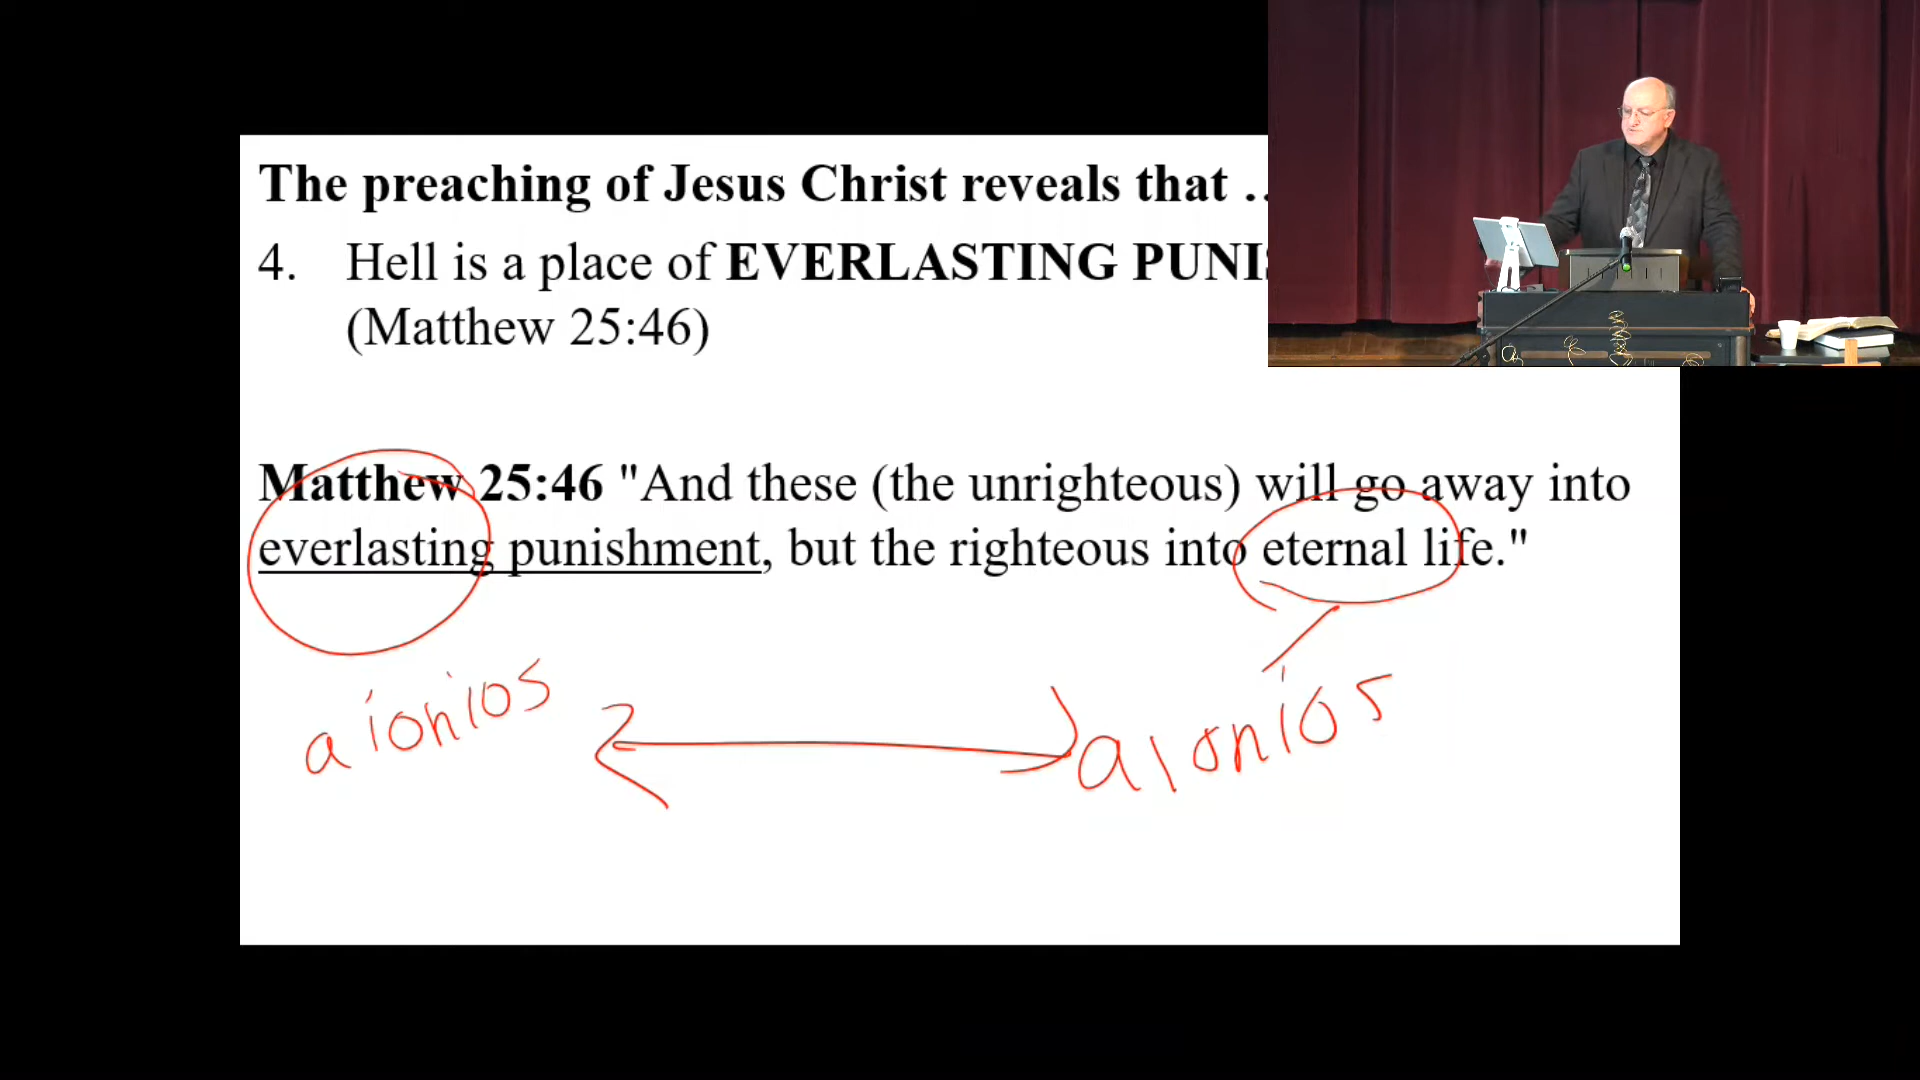 The preaching of Jesus Christ reveals that ..
4. Hell is a place of EVERLASTING PUNI
(Matthew 25:46)
Matthew 25:46 "And these (the unrighteous) will go away into
everlasting punishment, but the righteous into eternal life."
aionios aionios